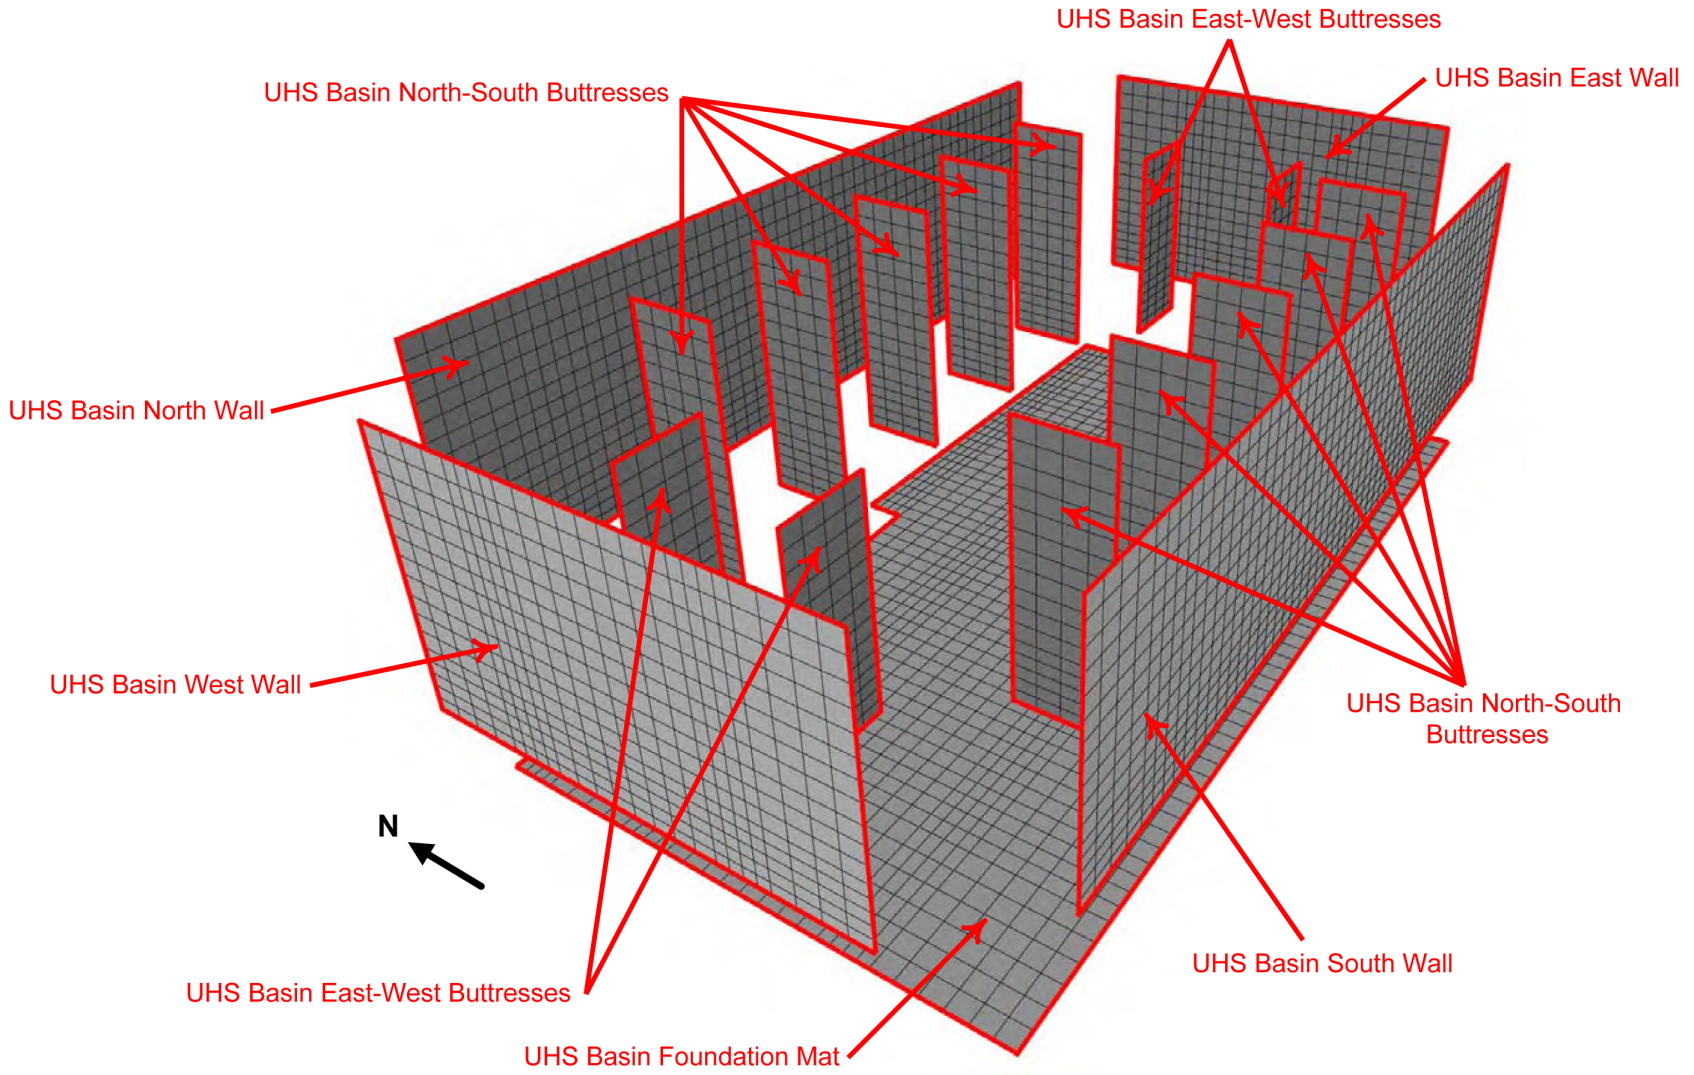 UHS Basin East-West Buttresses
UHS Basin East Wall
UHS Basin North-South Buttresses
UHS Basin North Wall
UHS Basin West Wall
UHS Basin North-South
Buttresses
N
UHS Basin South Wall
UHS Basin East-West Buttresses
UHS Basin Foundation Mat